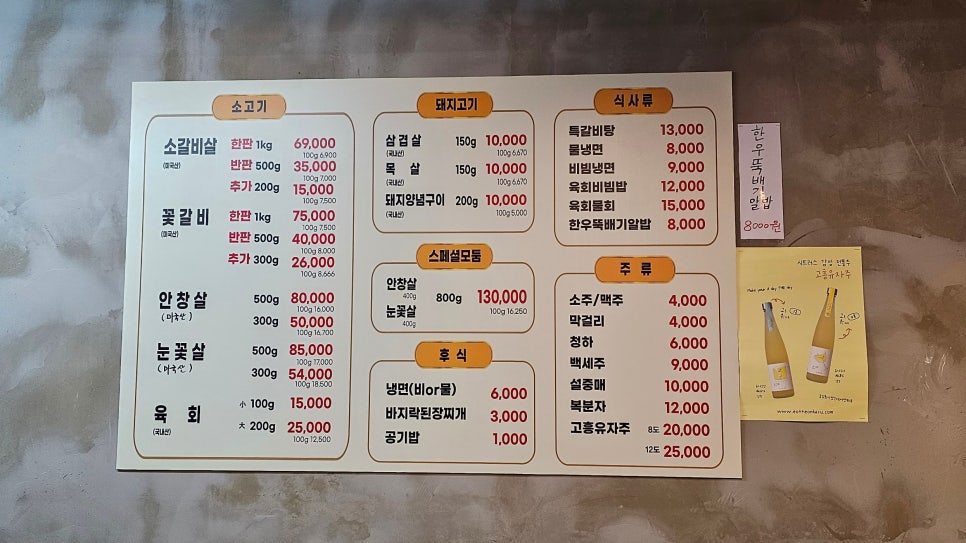 소고기
소갈비살 한판 1kg 69,000
(미국산) 100g 6,900
반판 500g 35,000
100g 7,000
추가 200g 15,000
100g 7,500
꽃갈비 한판 1kg 75,000
(미국산) 100g 7,500
반판 500g 40,000
100g 8,000
추가 300g 26,000
100g 8,666
안창살 500g 80,000
(미국산) 100g 16,000
300g 50,000
100g 16,700
눈꽃살 500g 85,000
(미국산) 100g 17,000
300g 54,000
100g 18,500
육회 小 100g 15,000
(국내산) 大 200g 25,000
100g 12,500
돼지고기
삼겹살 150g 10,000
(국내산) 100g 6,670
목살 150g 10,000
(국내산) 100g 6,670
돼지양념구이 200g 10,000
(국내산) 100g 5,000
스페셜모둠
안창살
400g
800g 130,000
눈꽃살 100g 16,250
400g
후식
냉면(비or물) 6,000
바지락된장찌개 3,000
공기밥 1,000
식사류
특갈비탕 13,000
물냉면 8,000
비빔냉면 9,000
육회비빔밥 12,000
육회물회 15,000
한우뚝배기알밥 8,000
주류
소주/맥주 4,000
막걸리 4,000
청하 6,000
백세주 9,000
설중매 10,000
복분자 12,000
고흥유자주 8도 20,000
12도 25,000
한우뚝배기알밥
8000원
시트러스 감성 전통주
고흥유자주